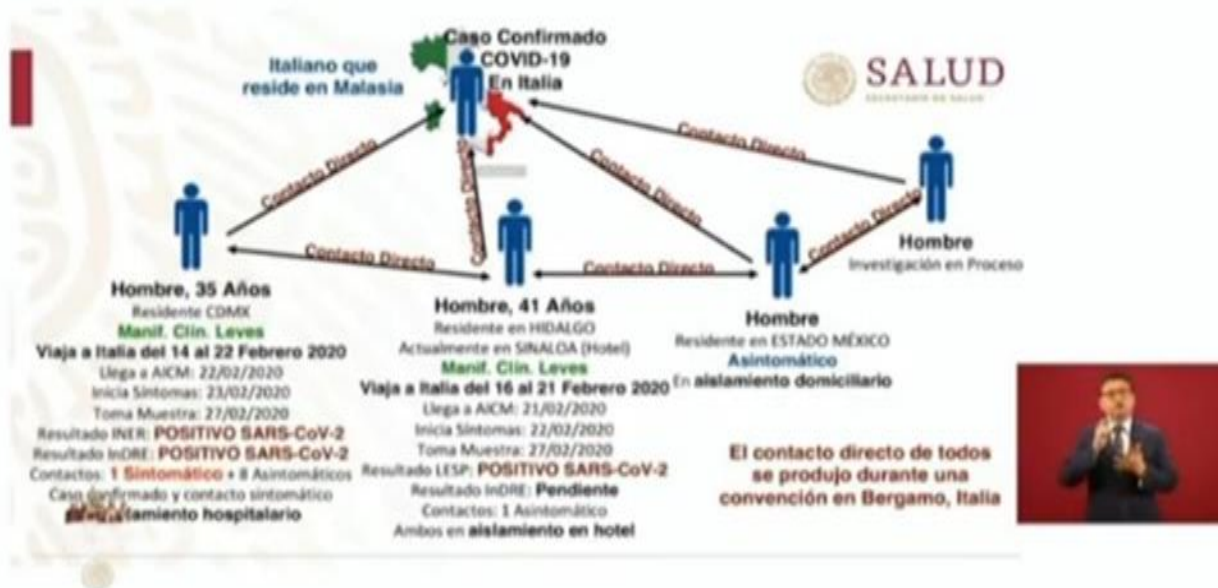 Caso Confirmado
COVID-19
En Italia
Italiano que
reside en Malasia
SALUD
SECRETARÍA DE SALUD
Contacto Directo
Contacto Directo
Contacto Directo
Contacto Directo
Contacto Directo
Contacto Directo
Contacto Directo
Hombre, 35 Años
Residente CDMX
Manif. Clín. Leves
Viaja a Italia del 14 al 22 Febrero 2020
Llega a AICM: 22/02/2020
Inicia Síntomas: 23/02/2020
Toma Muestra: 27/02/2020
Resultado INER: POSITIVO SARS-CoV-2
Resultado InDRE: POSITIVO SARS-CoV-2
Contactos: 1 Sintomático + 8 Asintomáticos
Caso confirmado y contacto sintomático
tamiento hospitalario
Hombre, 41 Años
Residente en HIDALGO
Actualmente en SINALOA (Hotel)
Manif. Clín. Leves
Viaja a Italia del 16 al 21 Febrero 2020
Llega a AICM: 21/02/2020
Inicia Síntomas: 22/02/2020
Toma Muestra: 27/02/2020
Resultado LESP: POSITIVO SARS-CoV-2
Resultado InDRE: Pendiente
Contactos: 1 Asintomático
Ambos en aislamiento en hotel
Hombre
Residente en ESTADO MÉXICO
Asintomático
En aislamiento domiciliario
Hombre
Investigación en Proceso
El contacto directo de todos
se produjo durante una
convención en Bergamo, Italia